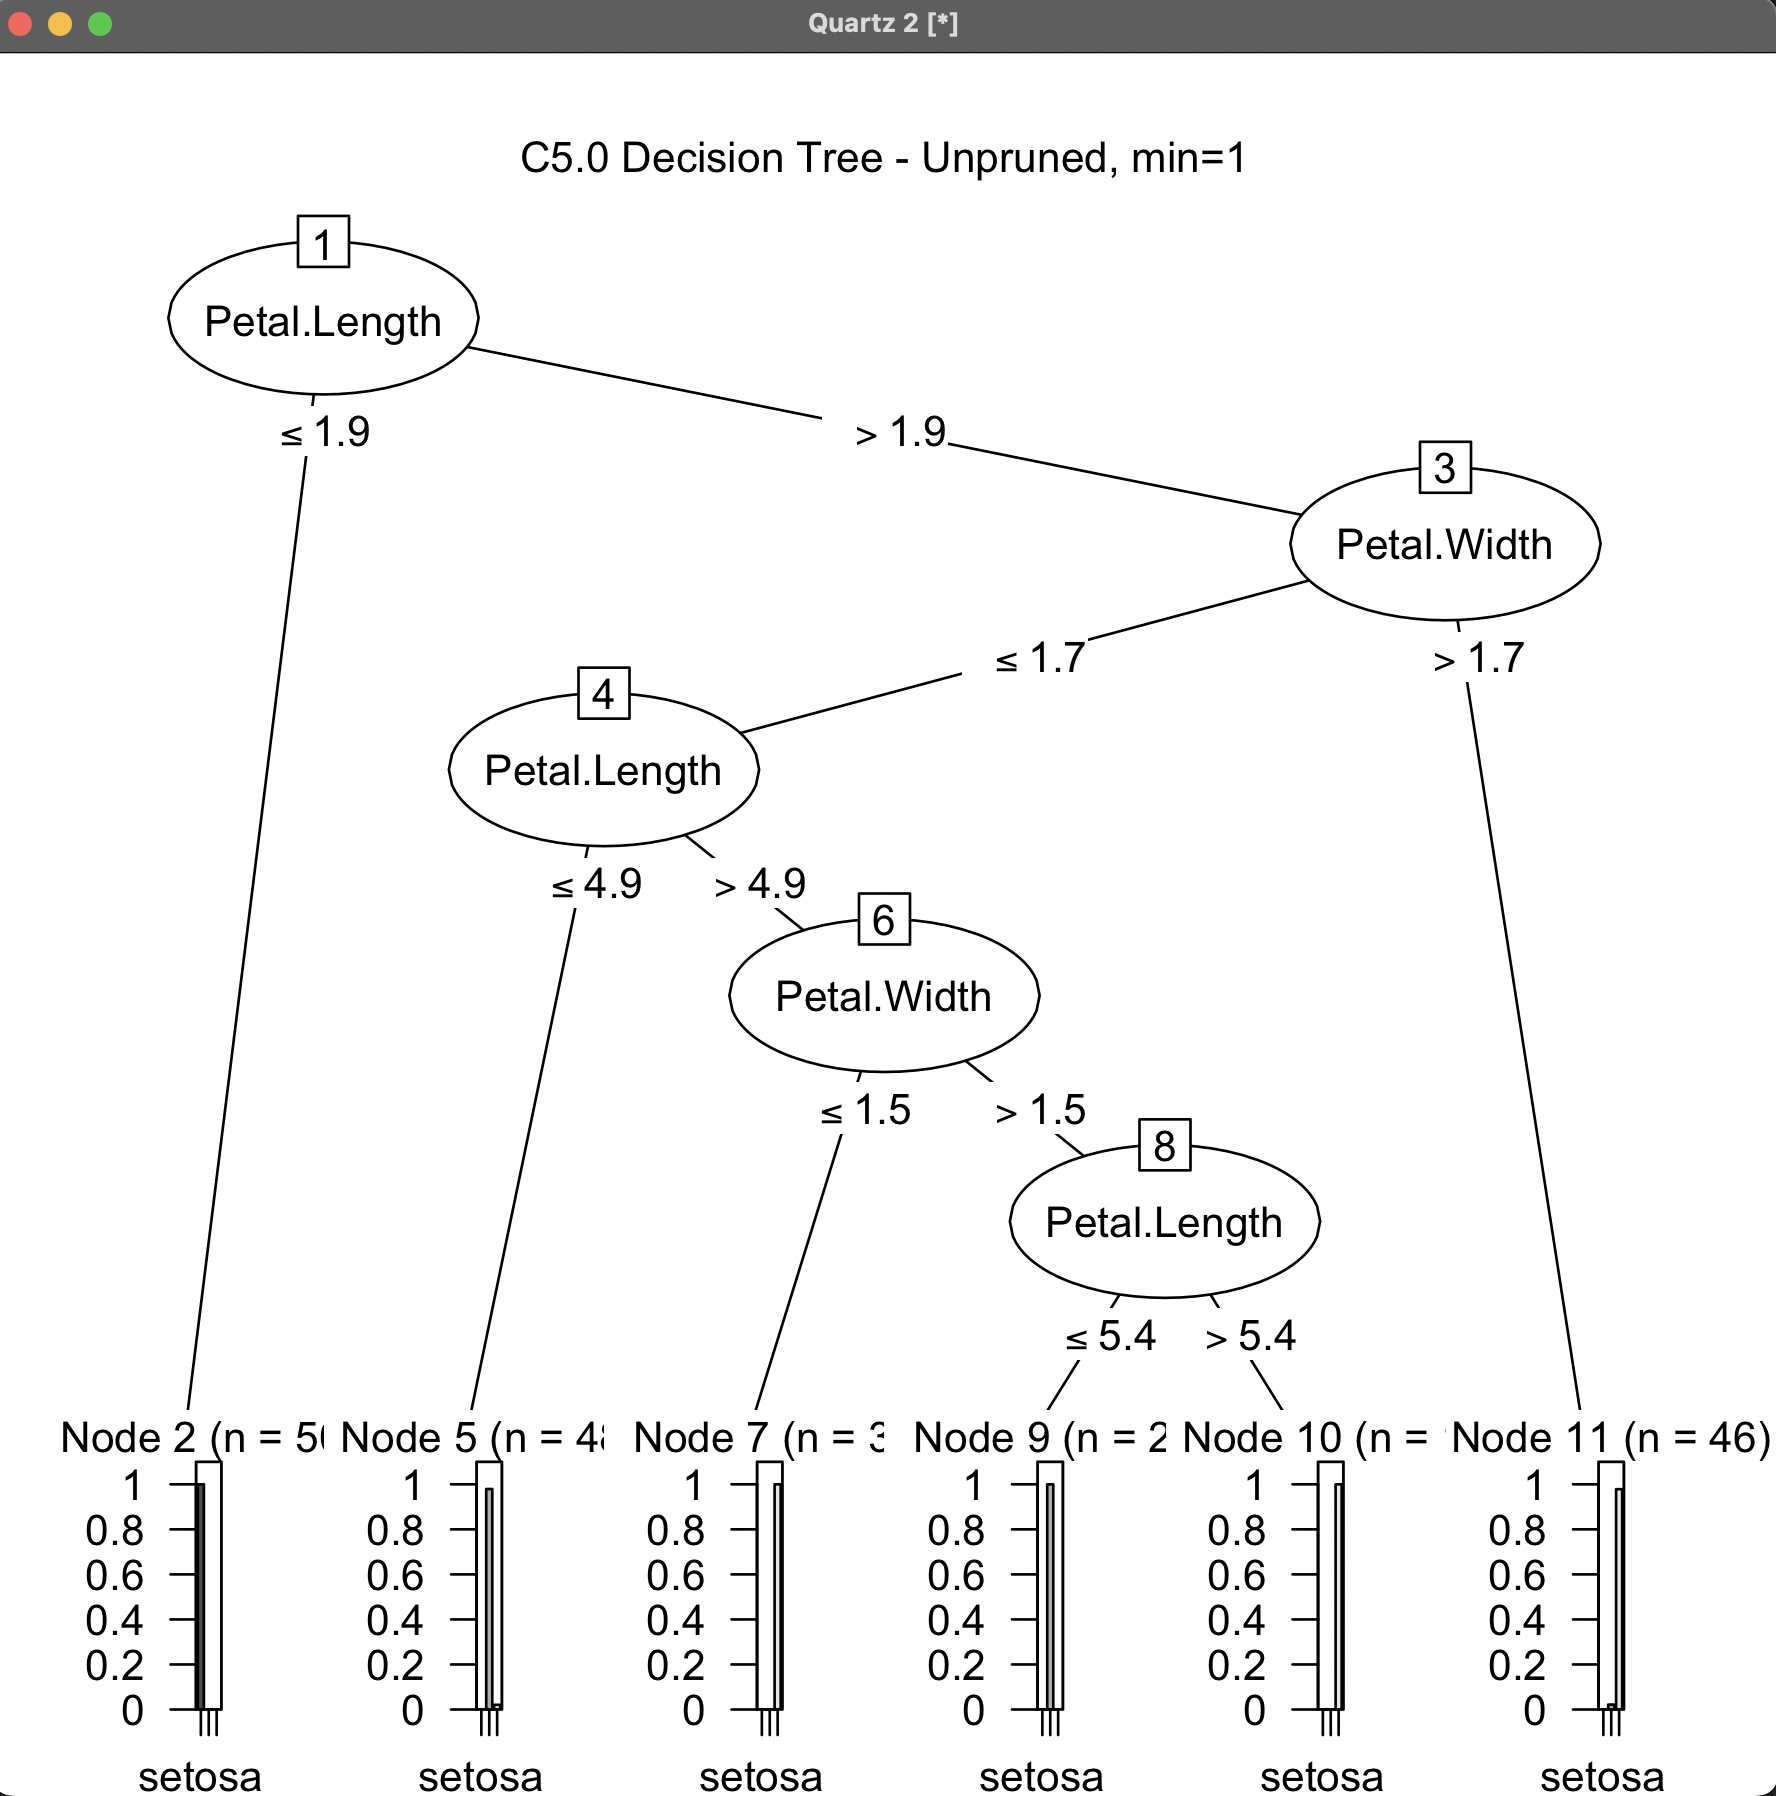 Quartz 2 [*]
C5.0 Decision Tree - Unpruned, min=1
1
Petal.Length
≤ 1.9
> 1.9
3
Petal.Width
≤ 1.7
> 1.7
4
Petal.Length
≤ 4.9
> 4.9
6
Petal.Width
≤ 1.5
> 1.5
8
Petal.Length
≤ 5.4
> 5.4
Node 2 (n = 5
Node 5 (n = 4
Node 7 (n = 3
Node 9 (n = 2
Node 10 (n =
Node 11 (n = 46)
1
0.8
0.6
0.4
0.2
0
setosa
1
0.8
0.6
0.4
0.2
0
setosa
1
0.8
0.6
0.4
0.2
0
setosa
1
0.8
0.6
0.4
0.2
0
setosa
1
0.8
0.6
0.4
0.2
0
setosa
1
0.8
0.6
0.4
0.2
0
setosa